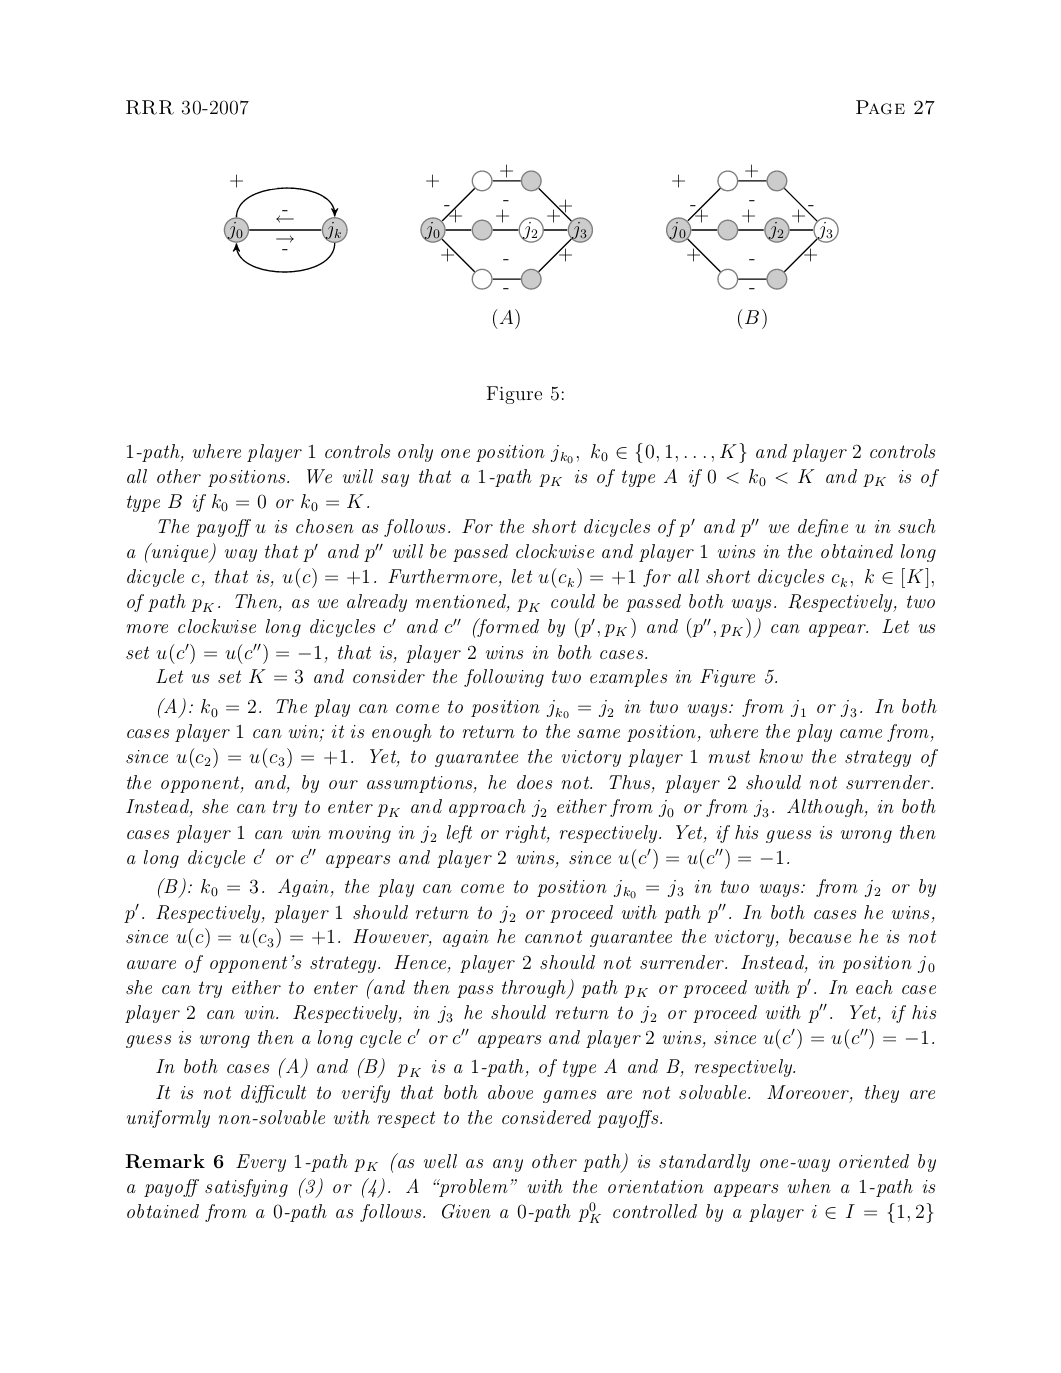 RRR 30-2007 PAGE 27
+ + +
- + + - + - + -
j0 ← jk j0 + + j2 + j3 j0 + + j2 + j3
→ - + - + + - +
- -
(A) (B)
Figure 5:
1-path, where player 1 controls only one position j_{k_0}, k_0 ∈ {0, 1, . . . , K} and player 2 controls
all other positions. We will say that a 1-path p_K is of type A if 0 < k_0 < K and p_K is of
type B if k_0 = 0 or k_0 = K.
The payoff u is chosen as follows. For the short dicycles of p′ and p″ we define u in such
a (unique) way that p′ and p″ will be passed clockwise and player 1 wins in the obtained long
dicycle c, that is, u(c) = +1. Furthermore, let u(c_k) = +1 for all short dicycles c_k, k ∈ [K],
of path p_K. Then, as we already mentioned, p_K could be passed both ways. Respectively, two
more clockwise long dicycles c′ and c″ (formed by (p′, p_K) and (p″, p_K)) can appear. Let us
set u(c′) = u(c″) = −1, that is, player 2 wins in both cases.
Let us set K = 3 and consider the following two examples in Figure 5.
(A): k_0 = 2. The play can come to position j_{k_0} = j_2 in two ways: from j_1 or j_3. In both
cases player 1 can win; it is enough to return to the same position, where the play came from,
since u(c_2) = u(c_3) = +1. Yet, to guarantee the victory player 1 must know the strategy of
the opponent, and, by our assumptions, he does not. Thus, player 2 should not surrender.
Instead, she can try to enter p_K and approach j_2 either from j_0 or from j_3. Although, in both
cases player 1 can win moving in j_2 left or right, respectively. Yet, if his guess is wrong then
a long dicycle c′ or c″ appears and player 2 wins, since u(c′) = u(c″) = −1.
(B): k_0 = 3. Again, the play can come to position j_{k_0} = j_3 in two ways: from j_2 or by
p′. Respectively, player 1 should return to j_2 or proceed with path p″. In both cases he wins,
since u(c) = u(c_3) = +1. However, again he cannot guarantee the victory, because he is not
aware of opponent's strategy. Hence, player 2 should not surrender. Instead, in position j_0
she can try either to enter (and then pass through) path p_K or proceed with p′. In each case
player 2 can win. Respectively, in j_3 he should return to j_2 or proceed with p″. Yet, if his
guess is wrong then a long cycle c′ or c″ appears and player 2 wins, since u(c′) = u(c″) = −1.
In both cases (A) and (B) p_K is a 1-path, of type A and B, respectively.
It is not difficult to verify that both above games are not solvable. Moreover, they are
uniformly non-solvable with respect to the considered payoffs.
Remark 6 Every 1-path p_K (as well as any other path) is standardly one-way oriented by
a payoff satisfying (3) or (4). A “problem” with the orientation appears when a 1-path is
obtained from a 0-path as follows. Given a 0-path p^0_K controlled by a player i ∈ I = {1, 2}